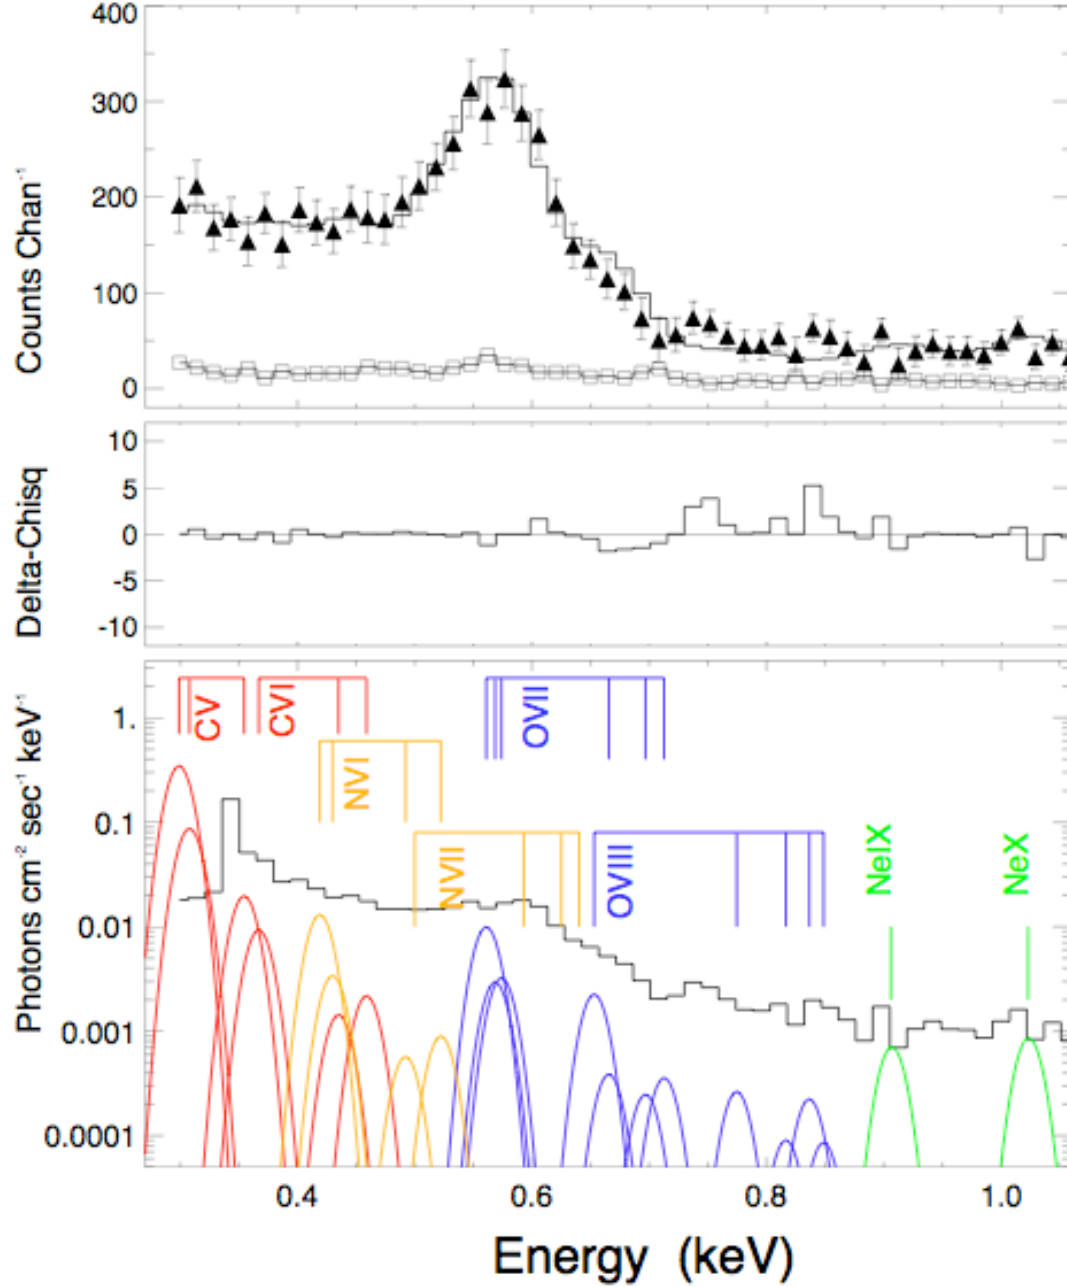 400
300
200
100
0
Counts Chan⁻¹
10
5
0
-5
-10
Delta-Chisq
1.
0.1
0.01
0.001
0.0001
Photons cm⁻² sec⁻¹ keV⁻¹
CV
CVI
NVI
NVII
OVII
OVIII
NeIX
NeX
0.4
0.6
0.8
1.0
Energy (keV)